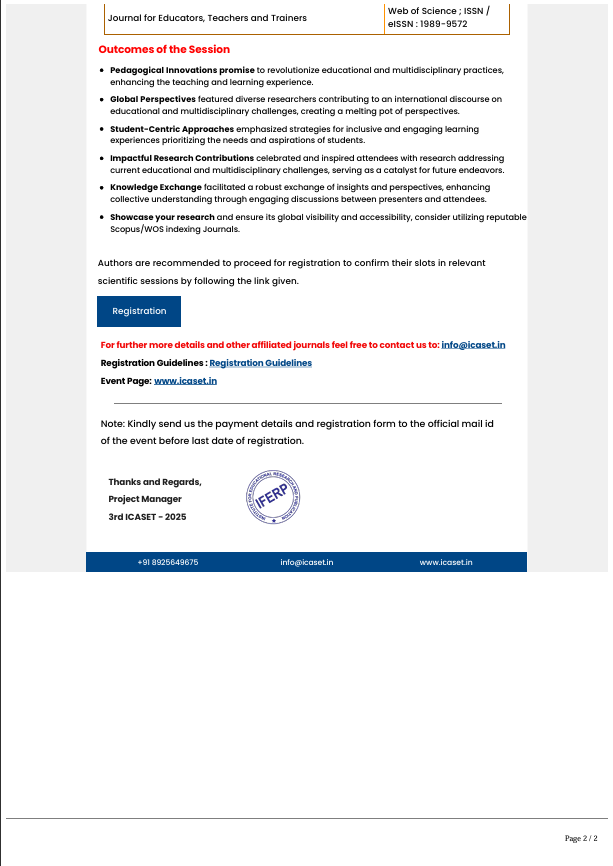 Journal for Educators, Teachers and Trainers
Web of Science ; ISSN /
eISSN : 1989-9572
Outcomes of the Session
• Pedagogical Innovations promise to revolutionize educational and multidisciplinary practices,
enhancing the teaching and learning experience.
• Global Perspectives featured diverse researchers contributing to an international discourse on
educational and multidisciplinary challenges, creating a melting pot of perspectives.
• Student-Centric Approaches emphasized strategies for inclusive and engaging learning
experiences prioritizing the needs and aspirations of students.
• Impactful Research Contributions celebrated and inspired attendees with research addressing
current educational and multidisciplinary challenges, serving as a catalyst for future endeavors.
• Knowledge Exchange facilitated a robust exchange of insights and perspectives, enhancing
collective understanding through engaging discussions between presenters and attendees.
• Showcase your research and ensure its global visibility and accessibility, consider utilizing reputable
Scopus/WOS indexing Journals.
Authors are recommended to proceed for registration to confirm their slots in relevant
scientific sessions by following the link given.
Registration
For further more details and other affiliated journals feel free to contact us to: info@icaset.in
Registration Guidelines : Registration Guidelines
Event Page: www.icaset.in
Note: Kindly send us the payment details and registration form to the official mail id
of the event before last date of registration.
Thanks and Regards,
Project Manager
3rd ICASET - 2025
INSTITUTE FOR EDUCATIONAL RESEARCH AND PUBLICATION
IFERP
+91 8925649675 info@icaset.in www.icaset.in
Page 2 / 2